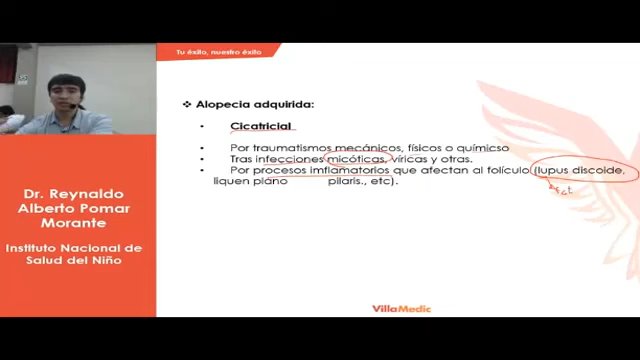 Tu éxito, nuestro éxito
Alopecia adquirida:
Cicatricial
Por traumatismos mecánicos, físicos o químicso
Tras infecciones micóticas, víricas y otras.
Por procesos imflamatorios que afectan al folículo (lupus discoide,
liquen plano pilaris., etc).
Dr. Reynaldo
Alberto Pomar
Morante
Instituto Nacional de
Salud del Niño
VillaMedic